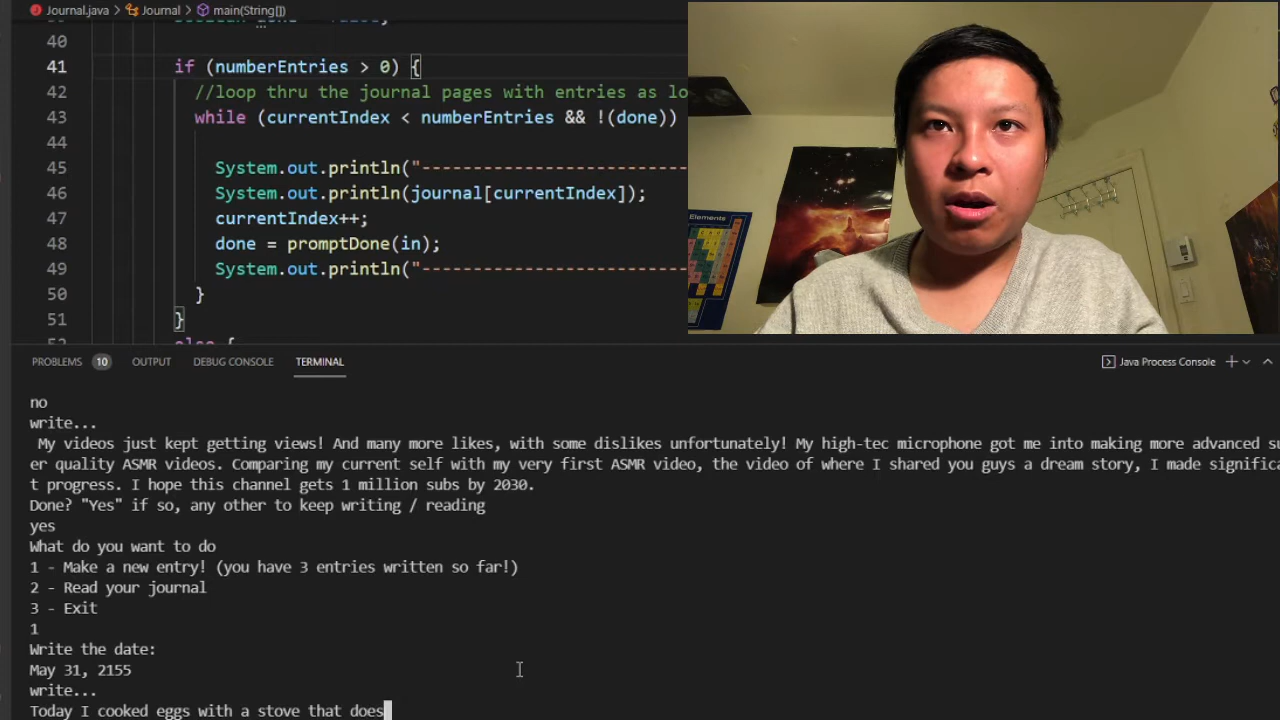 Journal.java > Journal > main(String[])
40
41 if (numberEntries > 0) {
42 //loop thru the journal pages with entries as lo
43 while (currentIndex < numberEntries && !(done))
44
45 System.out.println("-------------------------------
46 System.out.println(journal[currentIndex]);
47 currentIndex++;
48 done = promptDone(in);
49 System.out.println("-------------------------------
50 }
51 }
else {
Elemente
PROBLEMS 10 OUTPUT DEBUG CONSOLE TERMINAL Java Process Console
no
write...
My videos just kept getting views! And many more likes, with some dislikes unfortunately! My high-tec microphone got me into making more advanced su
er quality ASMR videos. Comparing my current self with my very first ASMR video, the video of where I shared you guys a dream story, I made significa
t progress. I hope this channel gets 1 million subs by 2030.
Done? "Yes" if so, any other to keep writing / reading
yes
What do you want to do
1 - Make a new entry! (you have 3 entries written so far!)
2 - Read your journal
3 - Exit
1
Write the date:
May 31, 2155
write...
Today I cooked eggs with a stove that does